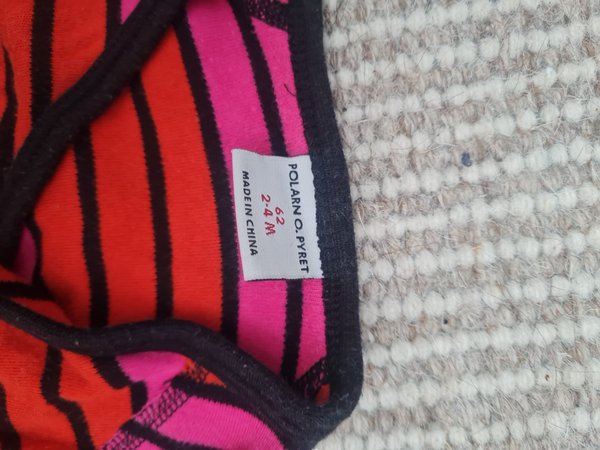 POLARN O. PYRET
62
2-4 M
MADE IN CHINA